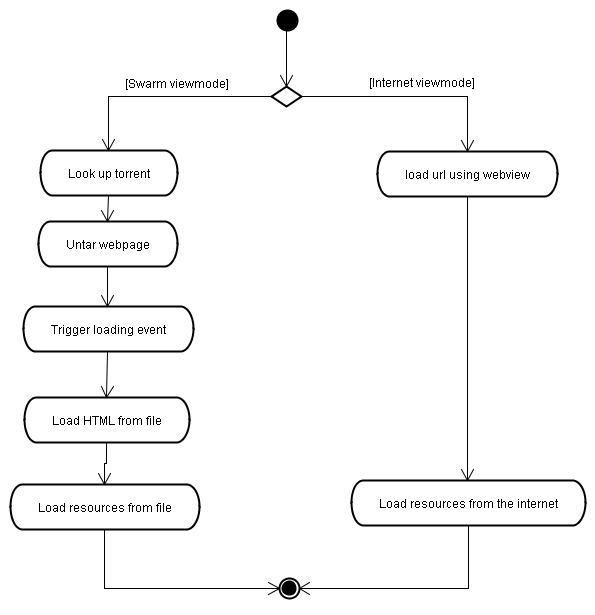 [Swarm viewmode]
[Internet viewmode]
Look up torrent
load url using webview
Untar webpage
Trigger loading event
Load HTML from file
Load resources from file
Load resources from the internet